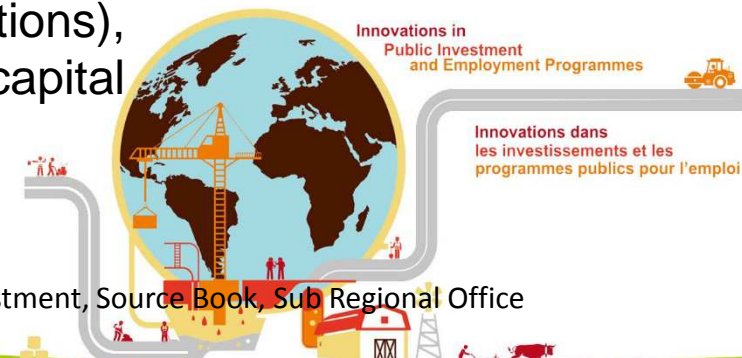 tions),
capital
Innovations in
Public Investment
and Employment Programmes
Innovations dans
les investissements et les
programmes publics pour l'emploi
stment, Source Book, Sub Regional Office